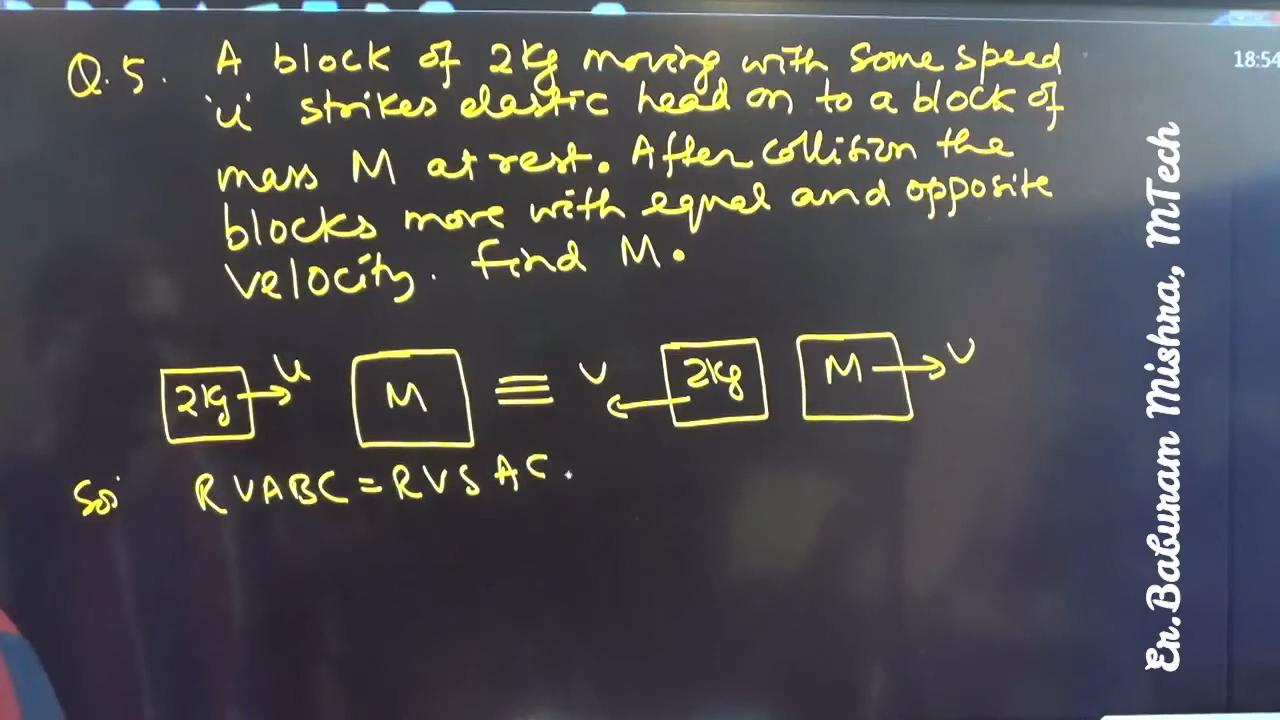 18:54
Q.5. A block of 2kg moving with some speed
'u' strikes elastic head on to a block of
mass M at rest. After collision the
blocks move with equal and opposite
velocity. Find M.
2kg u M ≡ v 2kg M v
So, RVABC = RVSAC.
Er.Baburam Mishra, MTech